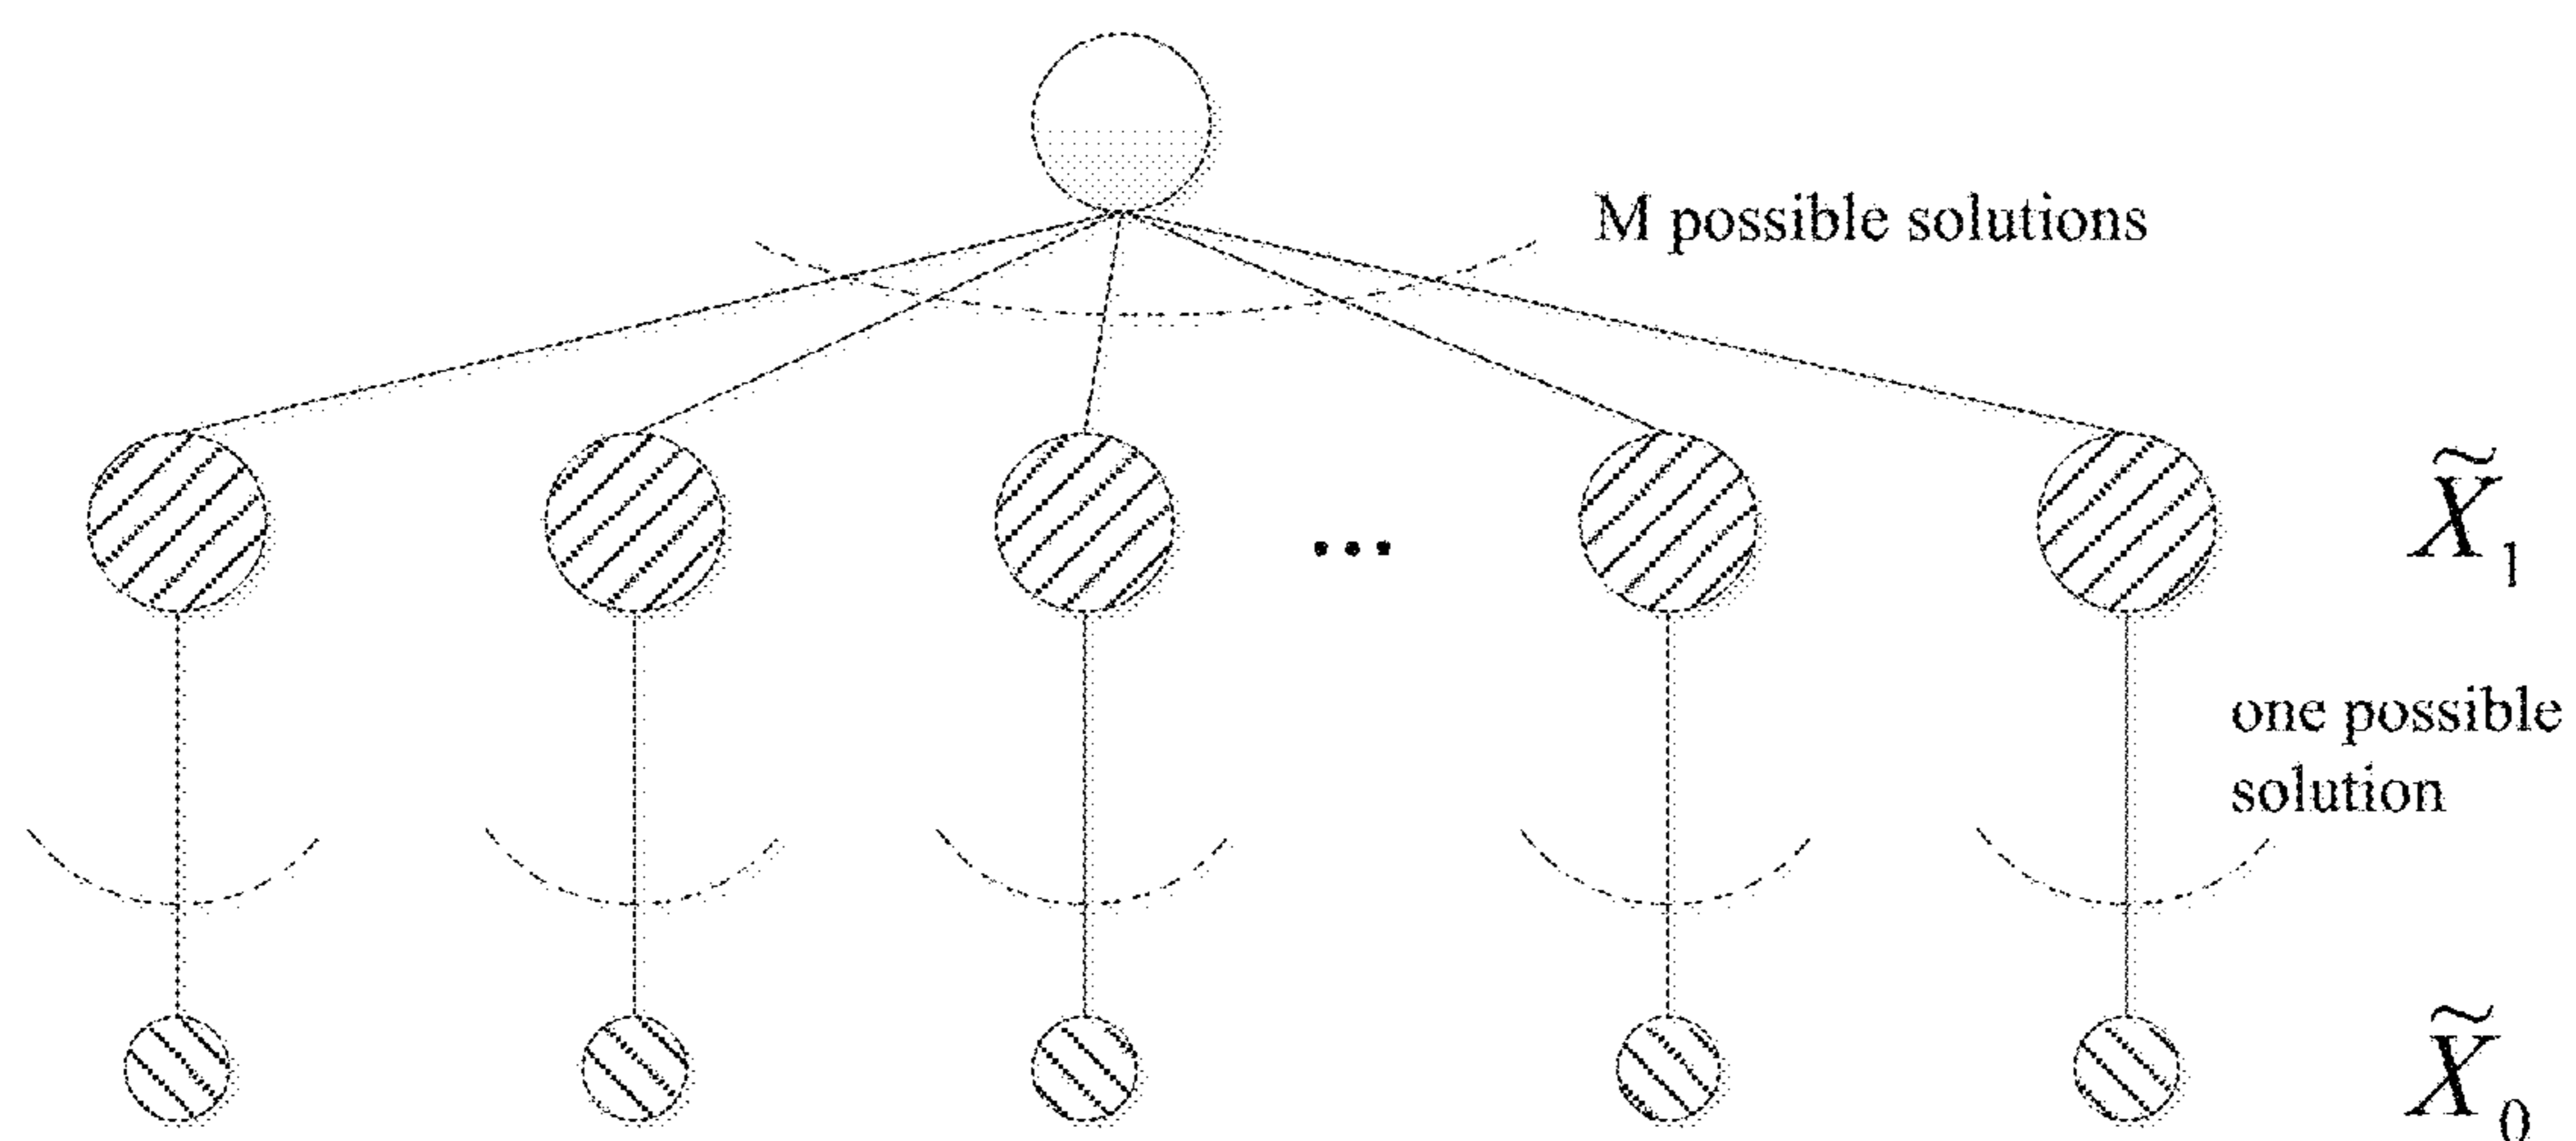 M possible solutions
...
X̃₁
one possible
solution
X̃₀